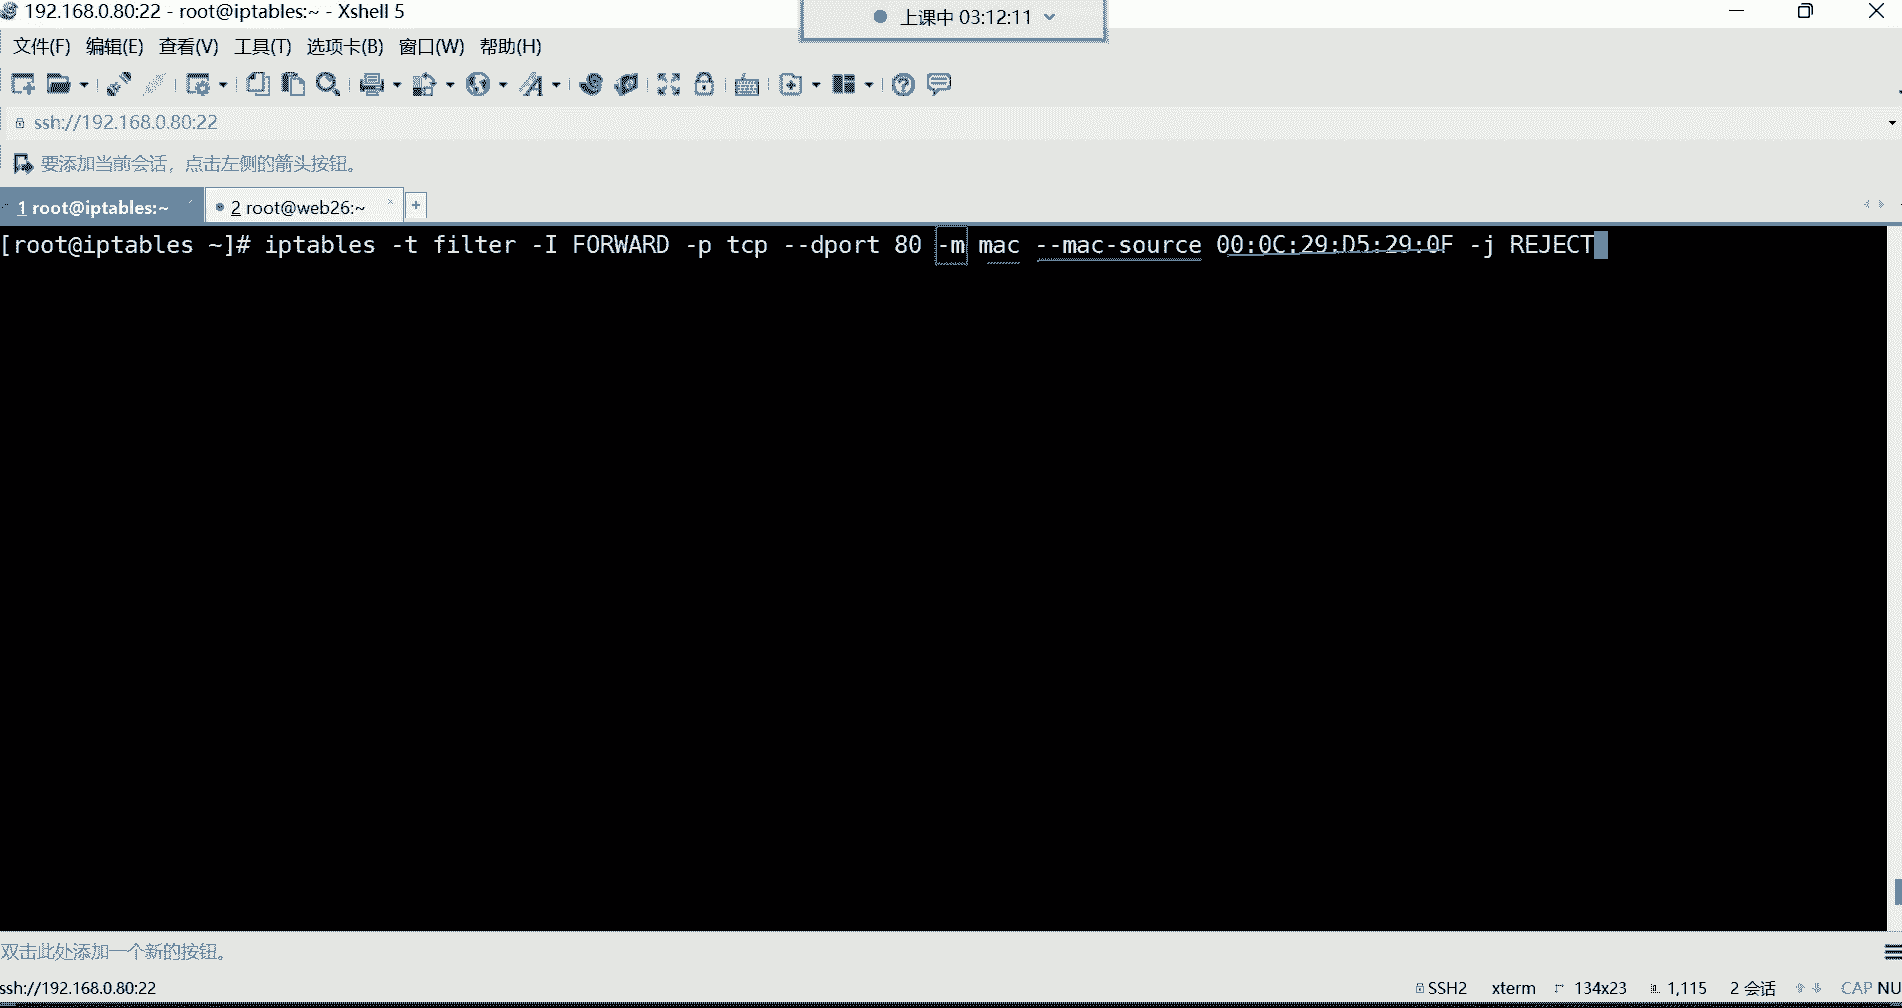 192.168.0.80:22 - root@iptables:~ - Xshell 5
上课中 03:12:11
文件(F) 编辑(E) 查看(V) 工具(T) 选项卡(B) 窗口(W) 帮助(H)
ssh://192.168.0.80:22
要添加当前会话，点击左侧的箭头按钮。
1 root@iptables:~ 2 root@web26:~
[root@iptables ~]# iptables -t filter -I FORWARD -p tcp --dport 80 -m mac --mac-source 00:0C:29:D5:29:0F -j REJECT
双击此处添加一个新的按钮。
ssh://192.168.0.80:22 SSH2 xterm 134x23 1,115 2 会话 CAP NU